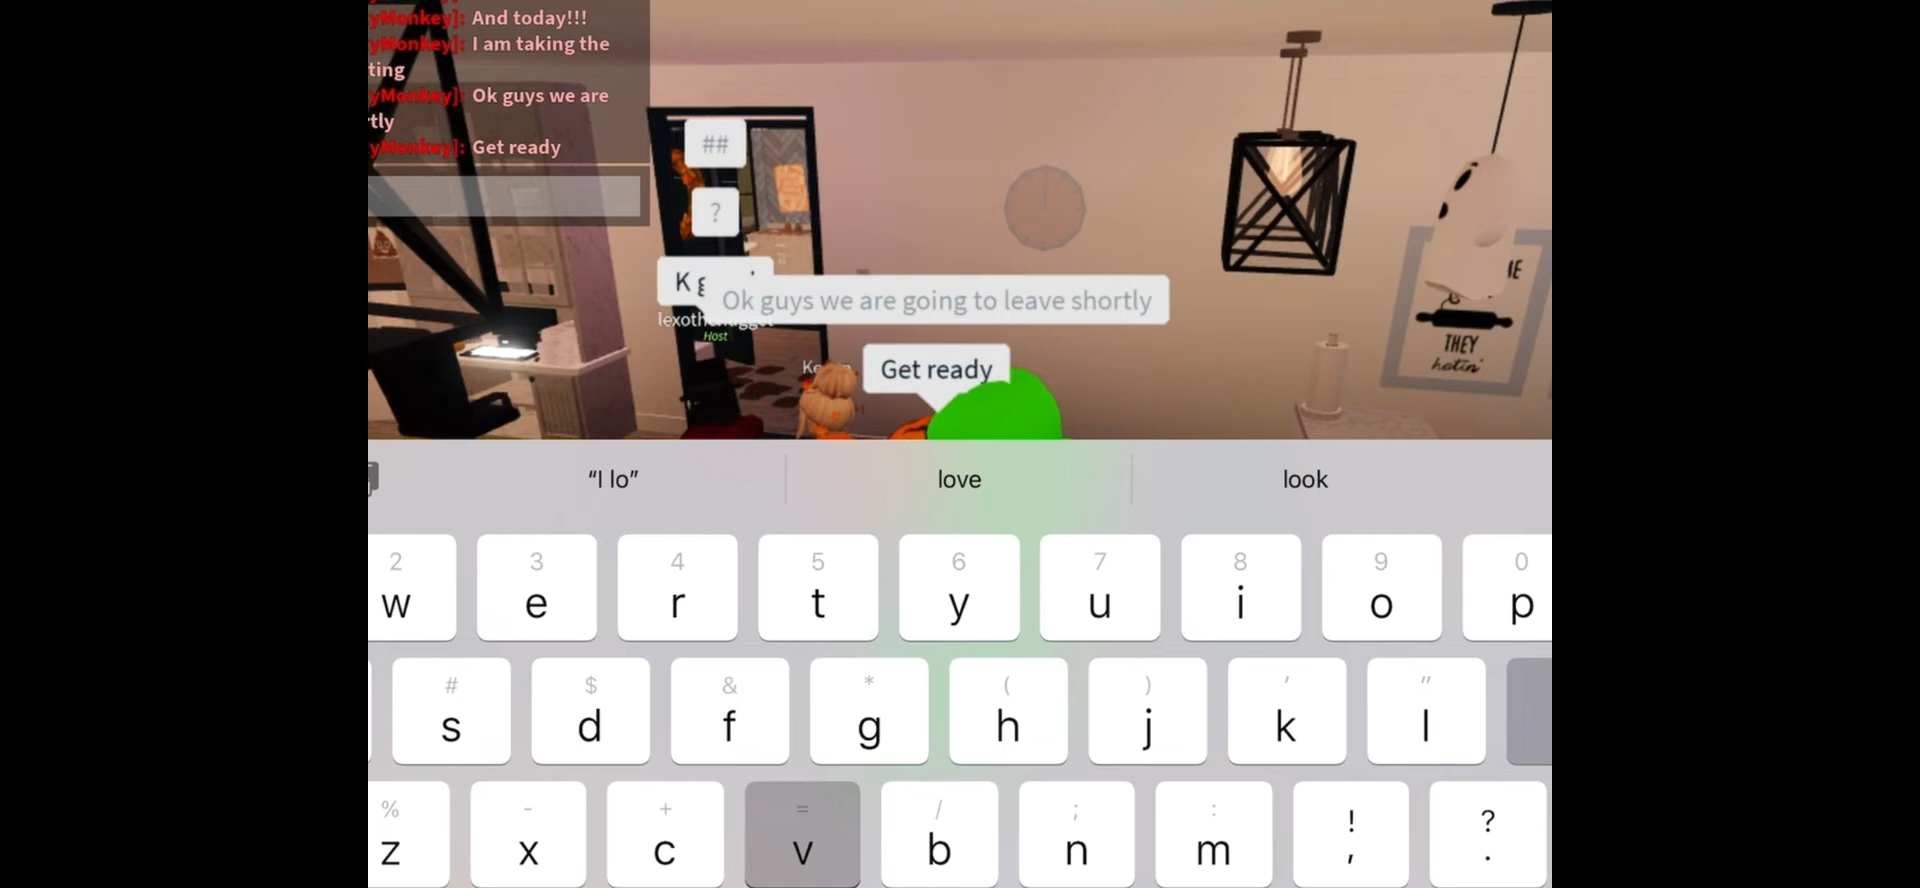 yMonkey]: And today!!!
yMonkey]: I am taking the
ting
yMonkey]: Ok guys we are
rtly
yMonkey]: Get ready
##
?
K
Ok guys we are going to leave shortly
Host
Get ready
THEY
hatin'
“I lo” love look
2 3 4 5 6 7 8 9 0
w e r t y u i o p
# $ & * ( ) ' "
s d f g h j k l
% - + = / ; : ! ?
z x c v b n m , .